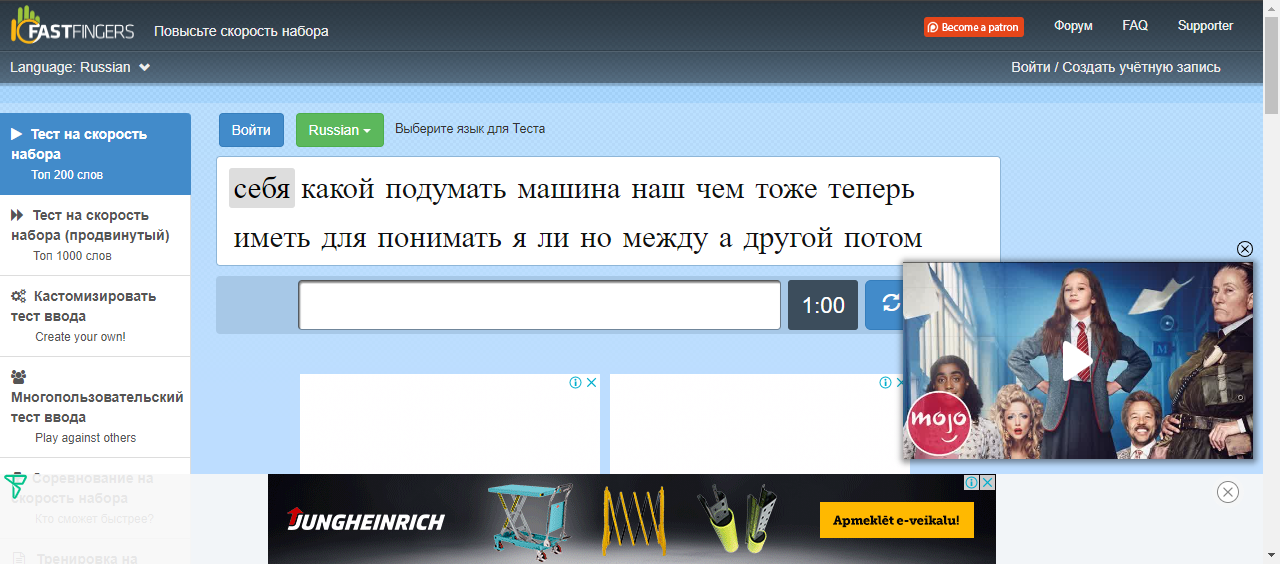 FASTFINGERS
Повысьте скорость набора
Become a patron
Форум
FAQ
Supporter
Language: Russian
Войти / Создать учётную запись
Тест на скорость
набора
Топ 200 слов
Тест на скорость
набора (продвинутый)
Топ 1000 слов
Кастомизировать
тест ввода
Create your own!
Многопользовательский
тест ввода
Play against others
Соревнование на
скорость набора
Кто сможет быстрее?
Тренировка на
Войти
Russian
Выберите язык для Теста
себя какой подумать машина наш чем тоже теперь
иметь для понимать я ли но между а другой потом
1:00
mojo
JUNGHEINRICH
Apmeklēt e-veikalu!